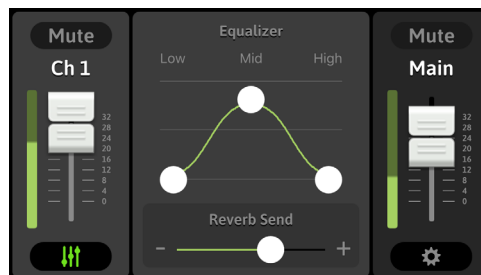 Mute
Ch 1
32
28
24
20
16
12
8
4
0
Equalizer
Low Mid High
Reverb Send
- +
Mute
Main
32
28
24
20
16
12
8
4
0